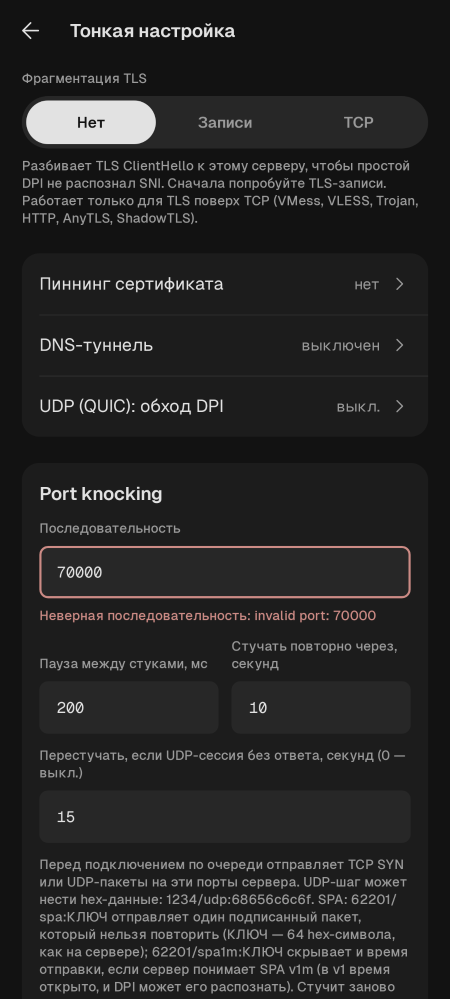 Тонкая настройка
Фрагментация TLS
Нет
Записи
TCP
Разбивает TLS ClientHello к этому серверу, чтобы простой
DPI не распознал SNI. Сначала попробуйте TLS-записи.
Работает только для TLS поверх TCP (VMess, VLESS, Trojan,
HTTP, AnyTLS, ShadowTLS).
Пиннинг сертификата
нет
DNS-туннель
выключен
UDP (QUIC): обход DPI
выкл.
Port knocking
Последовательность
70000
Неверная последовательность: invalid port: 70000
Пауза между стуками, мс
Стучать повторно через,
секунд
200
10
Перестучать, если UDP-сессия без ответа, секунд (0 —
выкл.)
15
Перед подключением по очереди отправляет TCP SYN
или UDP-пакеты на эти порты сервера. UDP-шаг может
нести hex-данные: 1234/udp:68656c6c6f. SPA: 62201/
spa:КЛЮЧ отправляет один подписанный пакет,
который нельзя повторить (КЛЮЧ — 64 hex-символа,
как на сервере); 62201/spa1m:КЛЮЧ скрывает и время
отправки, если сервер понимает SPA v1m (в v1 время
открыто, и DPI может его распознать). Стучит заново